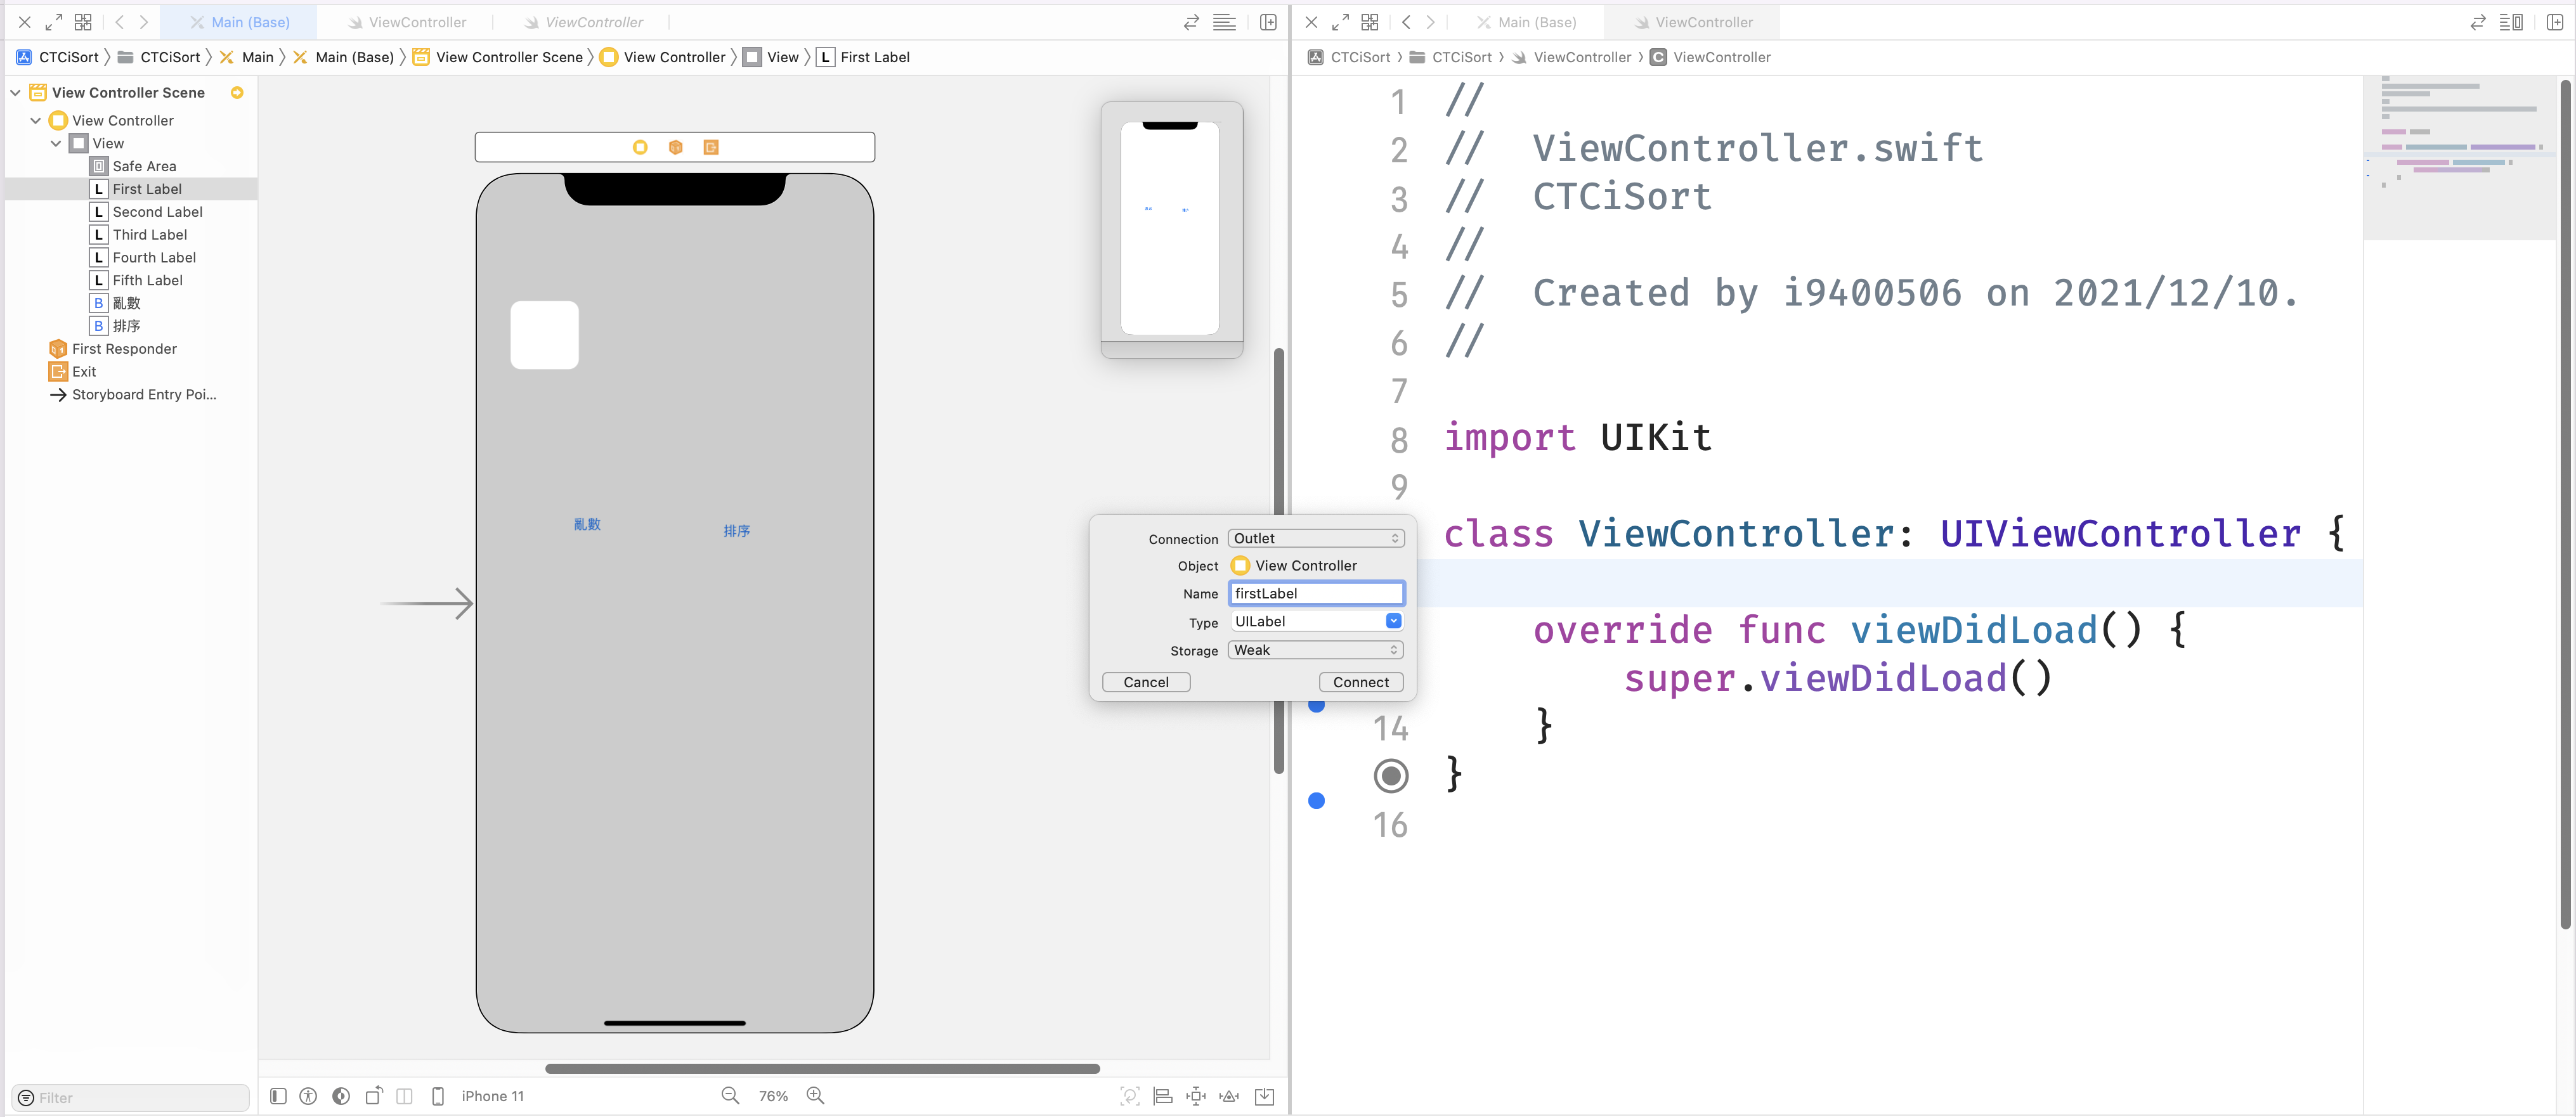 Main (Base)
ViewController
ViewController
CTCiSort
CTCiSort
Main
Main (Base)
View Controller Scene
View Controller
View
L
First Label
View Controller Scene
View Controller
View
Safe Area
L First Label
L Second Label
L Third Label
L Fourth Label
L Fifth Label
B 亂數
B 排序
First Responder
Exit
Storyboard Entry Poi...
Filter
亂數
排序
iPhone 11
76%
Connection Outlet
Object View Controller
Name firstLabel
Type UILabel
Storage Weak
Cancel
Connect
Main (Base)
ViewController
CTCiSort
CTCiSort
ViewController
C
ViewController
1 //
2 // ViewController.swift
3 // CTCiSort
4 //
5 // Created by i9400506 on 2021/12/10.
6 //
7
8 import UIKit
9
class ViewController: UIViewController {
override func viewDidLoad() {
super.viewDidLoad()
14 }
}
16